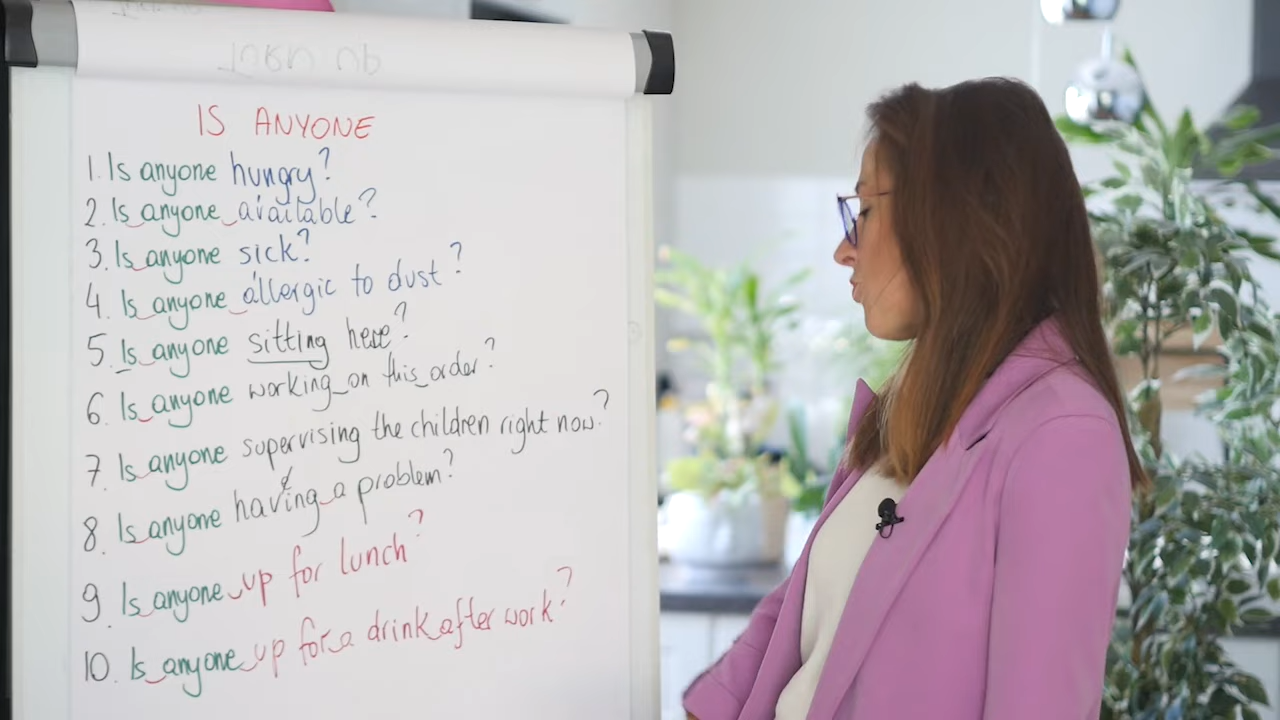 IS ANYONE
1. Is anyone hungry?
2. Is anyone available?
3. Is anyone sick?
4. Is anyone allergic to dust?
5. Is anyone sitting here?
6. Is anyone working on this order?
7. Is anyone supervising the children right now?
8. Is anyone having a problem?
9. Is anyone up for lunch?
10. Is anyone up for a drink after work?